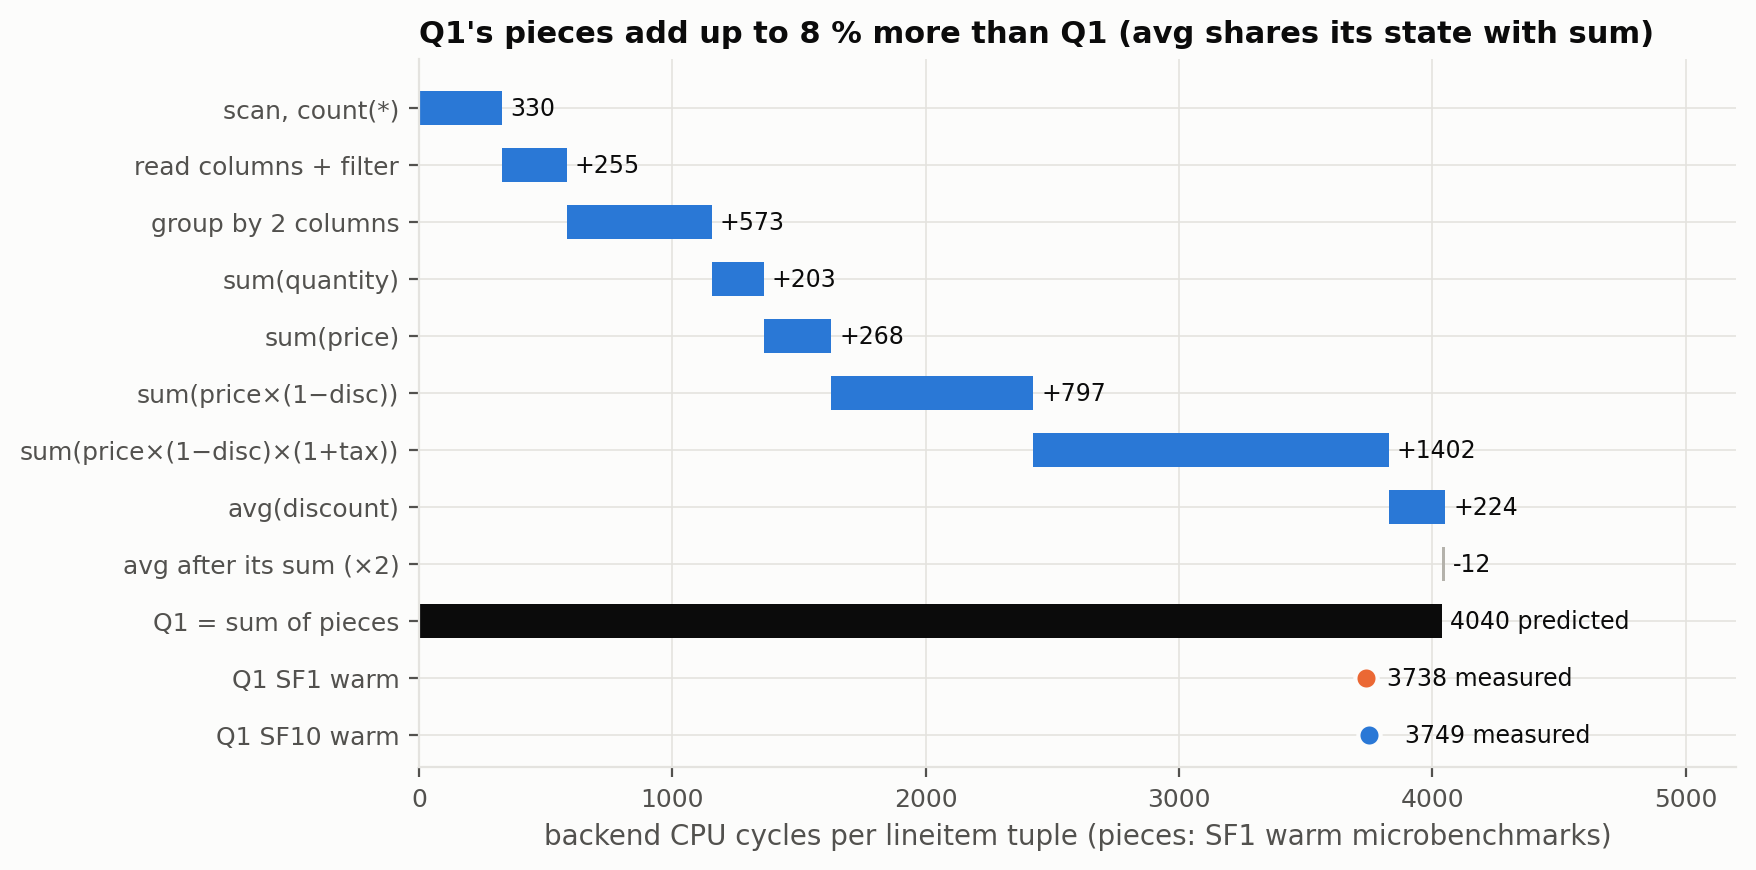 Q1's pieces add up to 8 % more than Q1 (avg shares its state with sum)
scan, count(*) 330
read columns + filter +255
group by 2 columns +573
sum(quantity) +203
sum(price) +268
sum(price×(1−disc)) +797
sum(price×(1−disc)×(1+tax)) +1402
avg(discount) +224
avg after its sum (×2) -12
Q1 = sum of pieces 4040 predicted
Q1 SF1 warm 3738 measured
Q1 SF10 warm 3749 measured
0 1000 2000 3000 4000 5000
backend CPU cycles per lineitem tuple (pieces: SF1 warm microbenchmarks)